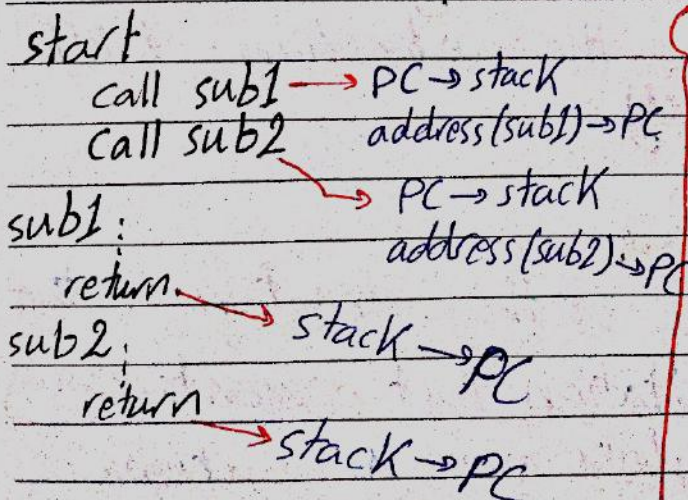 start
call sub1 → PC → stack
call sub2 address(sub1) → PC
→ PC → stack
sub1:
address(sub2) → PC
return → stack → PC
sub2:
return → stack → PC